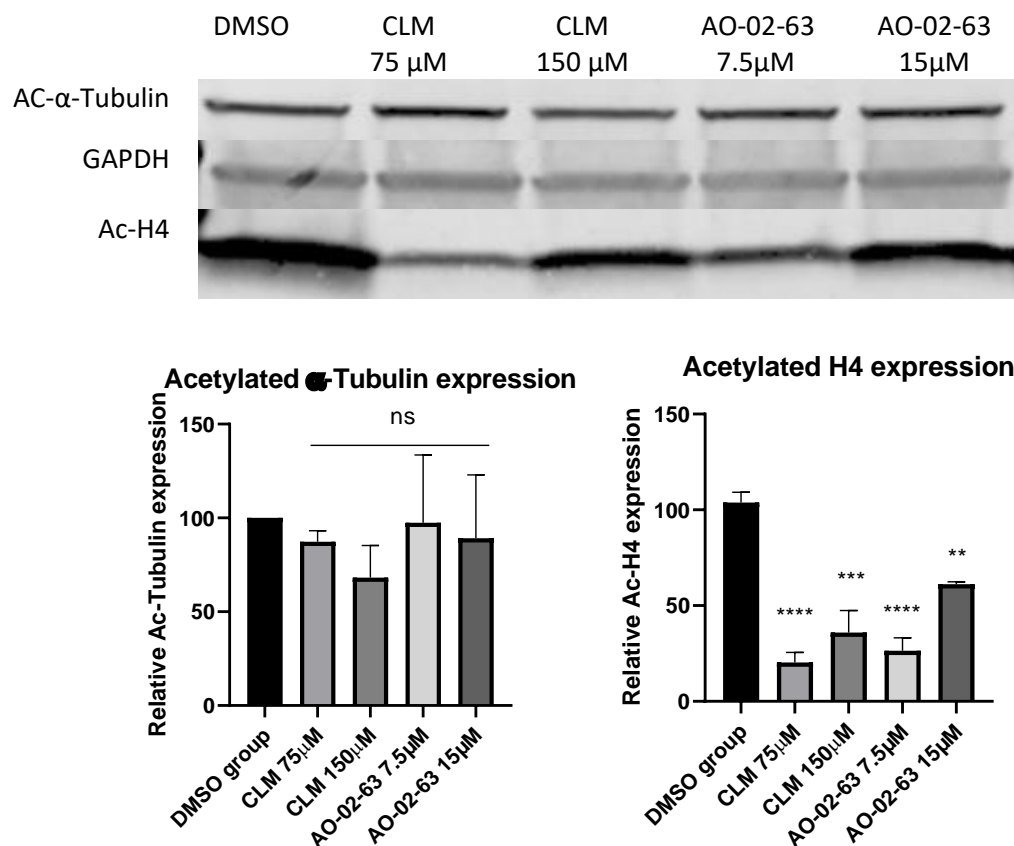 DMSO CLM CLM AO-02-63 AO-02-63
75 μM 150 μM 7.5μM 15μM
AC-α-Tubulin
GAPDH
Ac-H4
Acetylated α-Tubulin expression
ns
Relative Ac-Tubulin expression
150
100
50
0
DMSO group
CLM 75μM
CLM 150μM
AO-02-63 7.5μM
AO-02-63 15μM
Acetylated H4 expression
Relative Ac-H4 expression
150
100
50
0
****
***
****
**
DMSO group
CLM 75μM
CLM 150μM
AO-02-63 7.5μM
AO-02-63 15μM